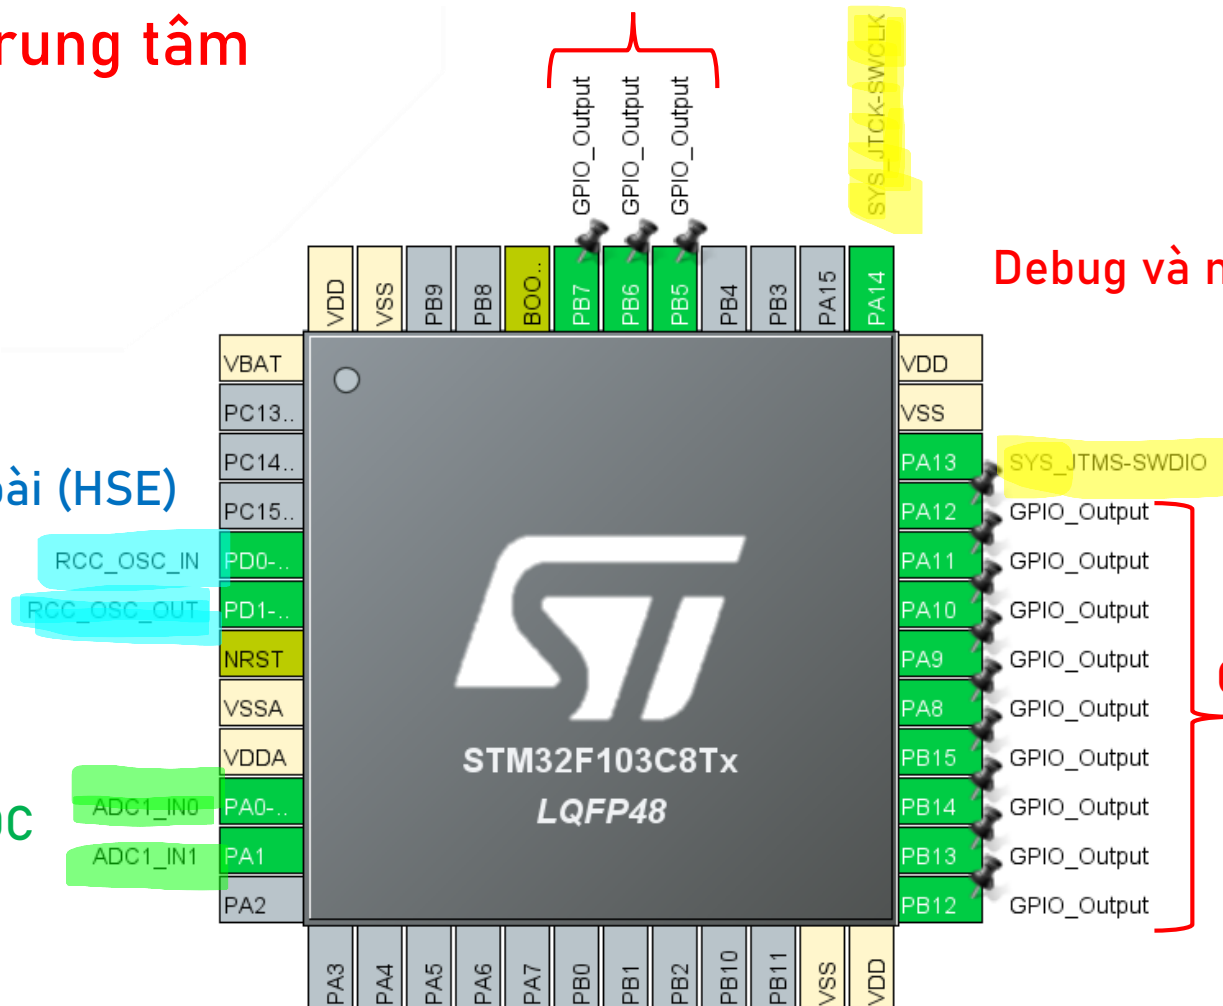 rung tâm
GPIO_Output
GPIO_Output
GPIO_Output
SYS_JTCK-SWCLK
Debug và n
VDD
VSS
PB9
PB8
BOO..
PB7
PB6
PB5
PB4
PB3
PA15
PA14
VBAT
PC13..
PC14..
PC15..
oài (HSE)
RCC_OSC_IN
PD0-..
RCC_OSC_OUT
PD1-..
NRST
VSSA
VDDA
ADC1_IN0
PA0-..
DC
ADC1_IN1
PA1
PA2
STM32F103C8Tx
LQFP48
VDD
VSS
PA13
SYS_JTMS-SWDIO
PA12
GPIO_Output
PA11
GPIO_Output
PA10
GPIO_Output
PA9
GPIO_Output
PA8
GPIO_Output
PB15
GPIO_Output
PB14
GPIO_Output
PB13
GPIO_Output
PB12
GPIO_Output
PA3
PA4
PA5
PA6
PA7
PB0
PB1
PB2
PB10
PB11
VSS
VDD